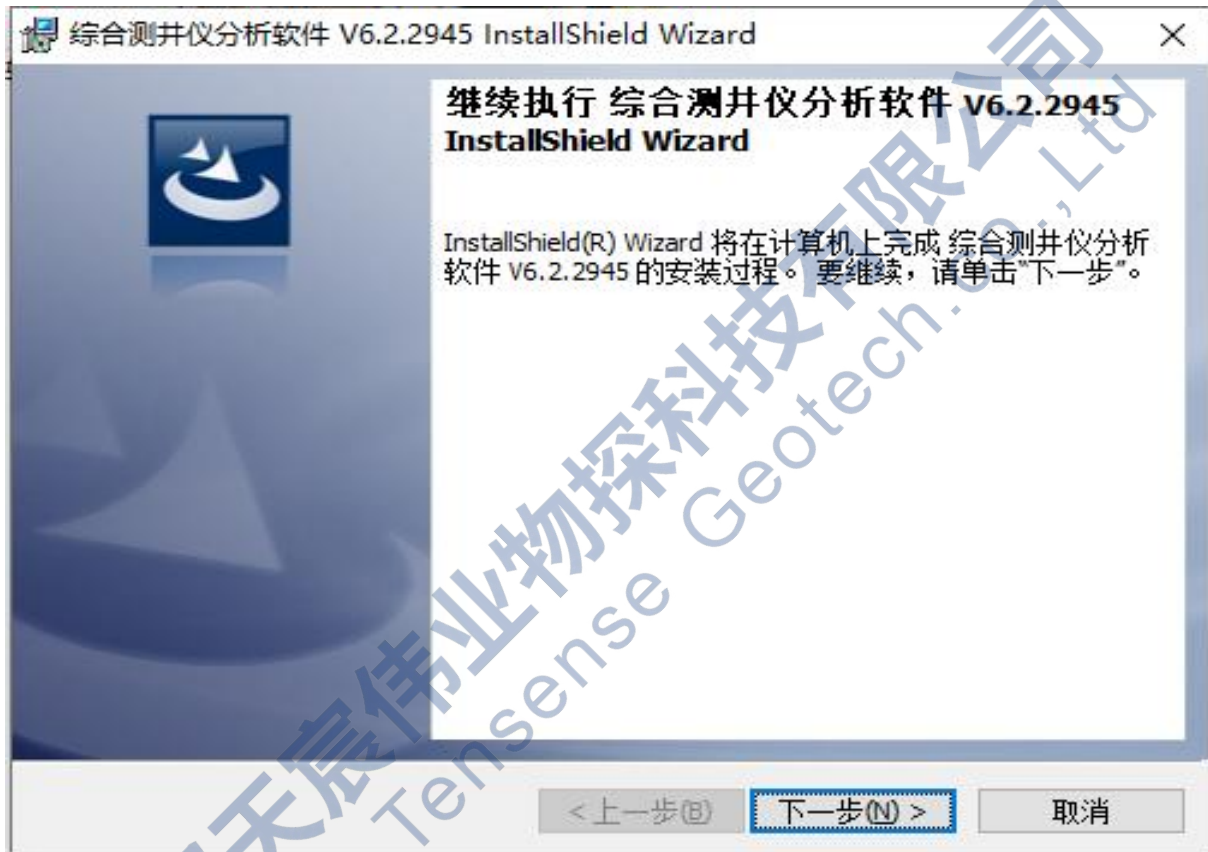 综合测井仪分析软件 V6.2.2945 InstallShield Wizard
继续执行 综合测井仪分析软件 V6.2.2945
InstallShield Wizard
InstallShield(R) Wizard 将在计算机上完成 综合测井仪分析
软件 V6.2.2945 的安装过程。 要继续，请单击“下一步”。
天宸伟业物探科技有限公司
Tensense Geotech.co.,Ltd
<上一步(B)
下一步(N) >
取消